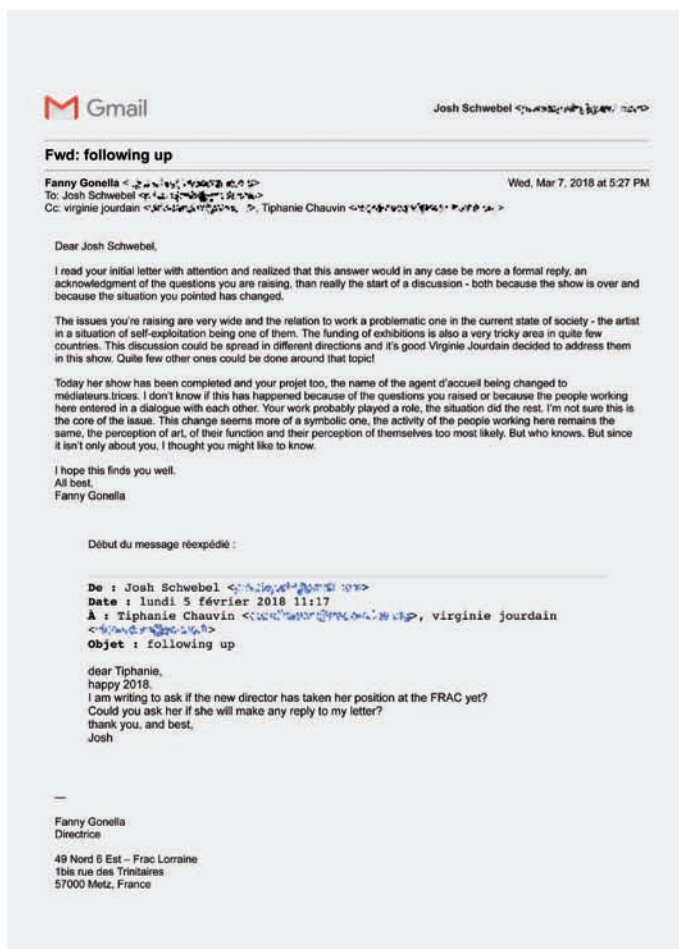 Gmail
Josh Schwebel
Fwd: following up
Fanny Gonella <
Wed, Mar 7, 2018 at 5:27 PM
To: Josh Schwebel
Cc: virginie jourdain < >, Tiphanie Chauvin < >
Dear Josh Schwebel,
I read your initial letter with attention and realized that this answer would in any case be more a formal reply, an
acknowledgment of the questions you are raising, than really the start of a discussion - both because the show is over and
because the situation you pointed has changed.
The issues you're raising are very wide and the relation to work a problematic one in the current state of society - the artist
in a situation of self-exploitation being one of them. The funding of exhibitions is also a very tricky area in quite few
countries. This discussion could be spread in different directions and it's good Virginie Jourdain decided to address them
in this show. Quite few other ones could be done around that topic!
Today her show has been completed and your projet too, the name of the agent d'accueil being changed to
médiateurs.trices. I don't know if this has happened because of the questions you raised or because the people working
here entered in a dialogue with each other. Your work probably played a role, the situation did the rest. I'm not sure this is
the core of the issue. This change seems more of a symbolic one, the activity of the people working here remains the
same, the perception of art, of their function and their perception of themselves too most likely. But who knows. But since
it isn't only about you, I thought you might like to know.
I hope this finds you well.
All best,
Fanny Gonella
Début du message réexpédié :
De : Josh Schwebel < >
Date : lundi 5 février 2018 11:17
À : Tiphanie Chauvin < >, virginie jourdain
< >
Objet : following up
dear Tiphanie,
happy 2018.
I am writing to ask if the new director has taken her position at the FRAC yet?
Could you ask her if she will make any reply to my letter?
thank you, and best,
Josh
—
Fanny Gonella
Directrice
49 Nord 6 Est – Frac Lorraine
1bis rue des Trinitaires
57000 Metz, France